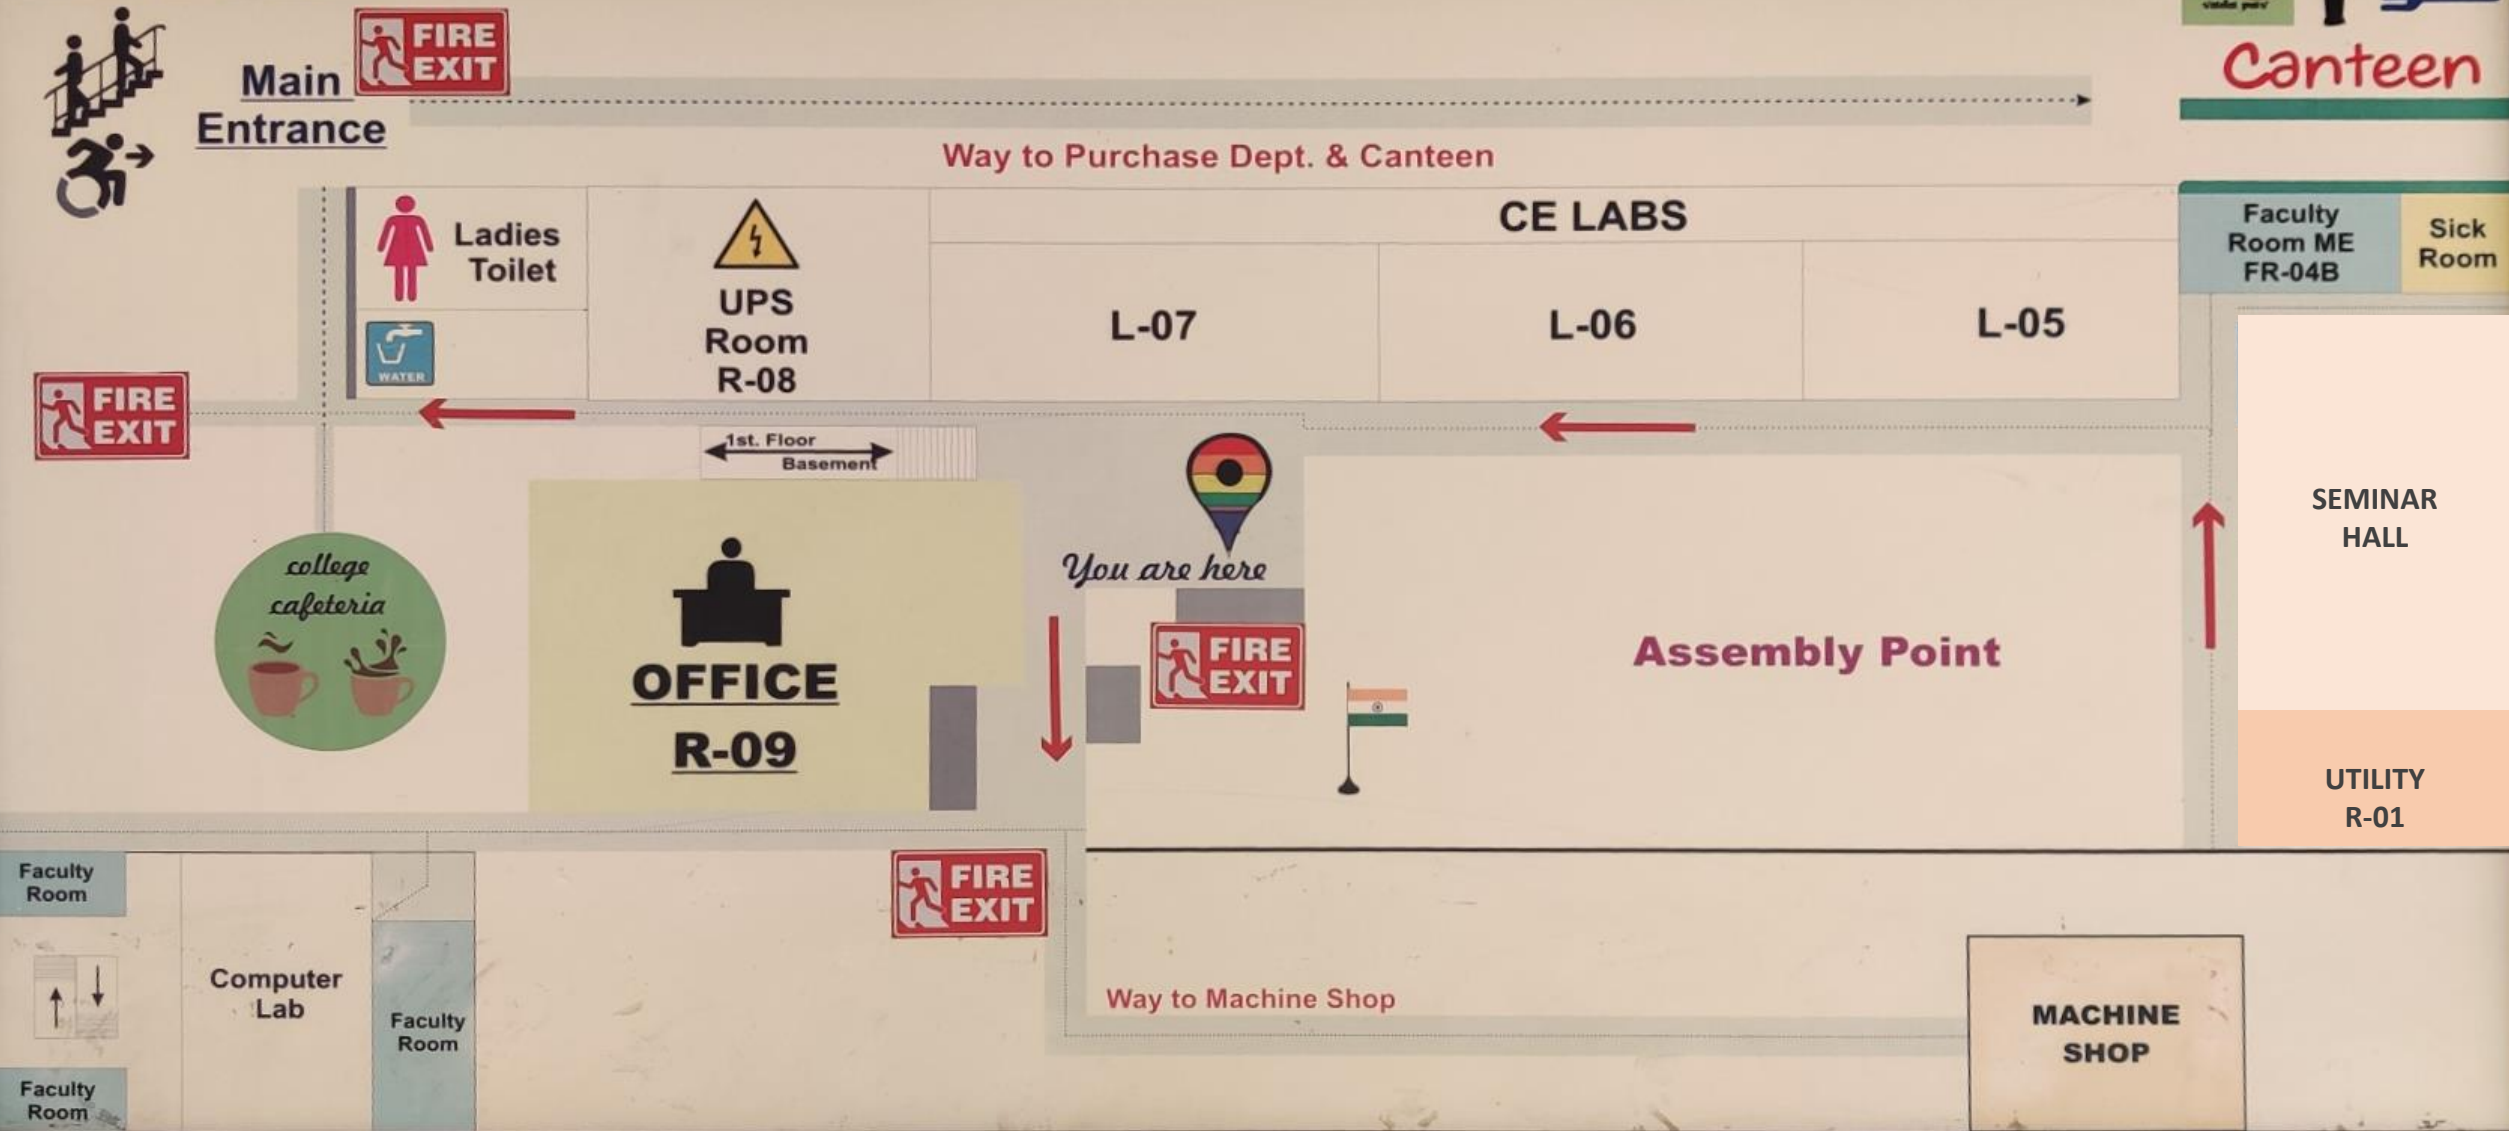 FIRE
EXIT
Main
Entrance
Canteen
Way to Purchase Dept. & Canteen
Ladies
Toilet
WATER
UPS
Room
R-08
CE LABS
L-07
L-06
L-05
Faculty
Room ME
FR-04B
Sick
Room
FIRE
EXIT
1st. Floor
Basement
You are here
SEMINAR
HALL
college
cafeteria
OFFICE
R-09
FIRE
EXIT
Assembly Point
UTILITY
R-01
Faculty
Room
FIRE
EXIT
Computer
Lab
Faculty
Room
Way to Machine Shop
MACHINE
SHOP
Faculty
Room